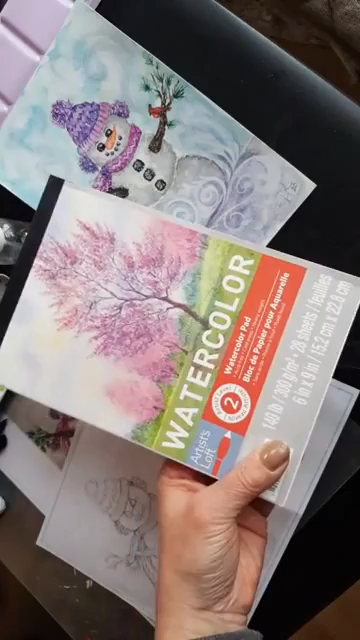 WATERCOLOR
Artist's
Loft
2
Watercolor Pad
Bloc de Papier pour Aquarelle
140 lb / 300 g/m² • 28 sheets / feuilles
6 in x 9 in / 15.2 cm x 22.8 cm